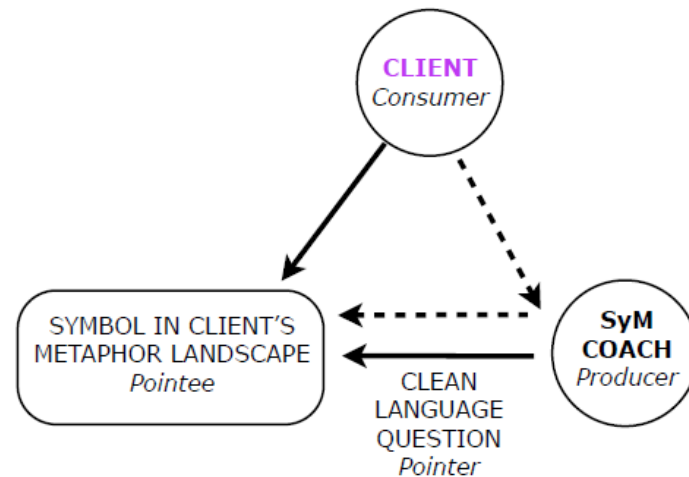 CLIENT
Consumer
SYMBOL IN CLIENT'S
METAPHOR LANDSCAPE
Pointee
SyM
COACH
Producer
CLEAN
LANGUAGE
QUESTION
Pointer